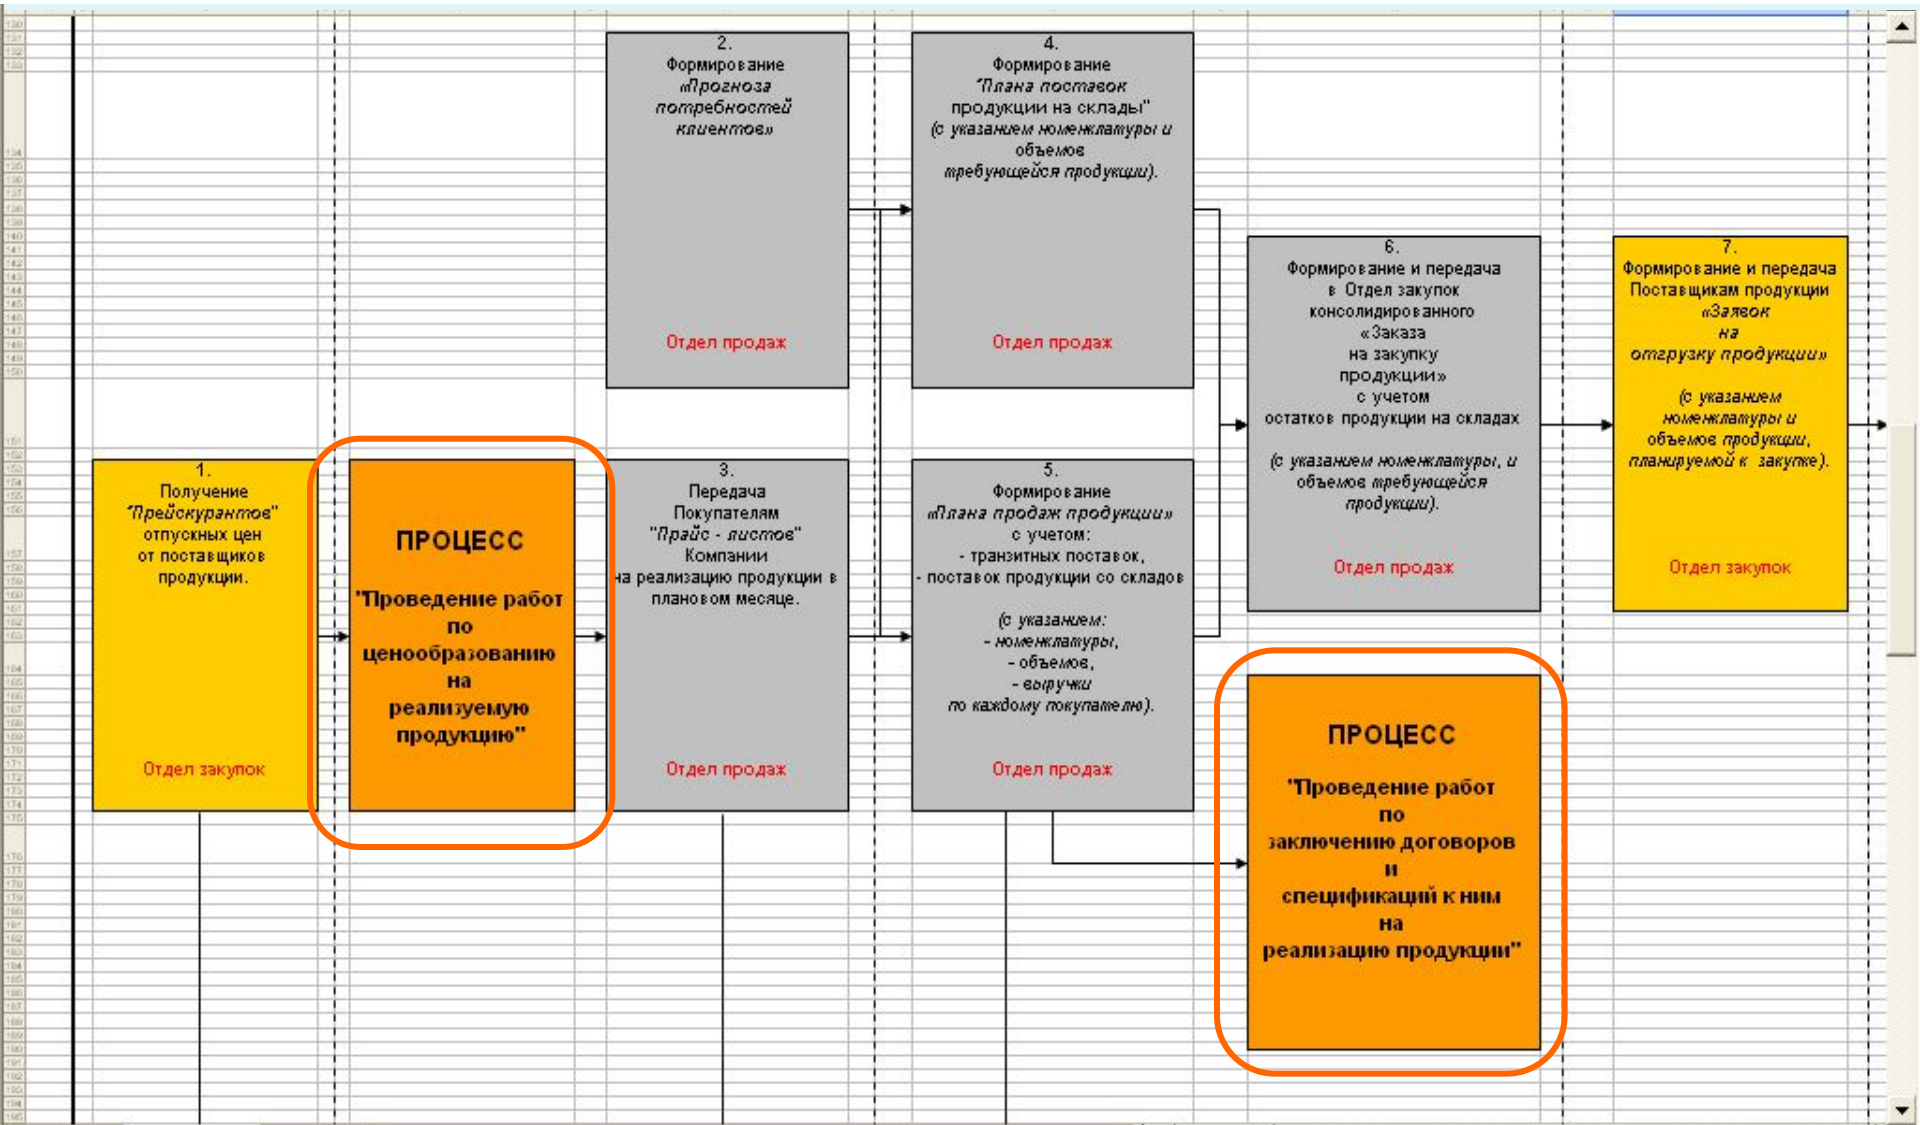 2.
Формирование
«Прогноза
потребностей
клиентов»
Отдел продаж
4.
Формирование
"Плана поставок
продукции на склады"
(с указанием номенклатуры и
объемов
требующейся продукции).
Отдел продаж
6.
Формирование и передача
в Отдел закупок
консолидированного
«Заказа
на закупку
продукции»
с учетом
остатков продукции на складах
(с указанием номенклатуры, и
объемов требующейся
продукции).
Отдел продаж
7.
Формирование и передача
Поставщикам продукции
«Заявок
на
отгрузку продукции»
(с указанием
номенклатуры и
объемов продукции,
планируемой к закупке).
Отдел закупок
1.
Получение
"Прейскурантов"
отпускных цен
от поставщиков
продукции.
Отдел закупок
ПРОЦЕСС
"Проведение работ
по
ценообразованию
на
реализуемую
продукцию"
3.
Передача
Покупателям
"Прайс - листов"
Компании
на реализацию продукции в
плановом месяце.
Отдел продаж
5.
Формирование
«Плана продаж продукции»
с учетом:
- транзитных поставок,
- поставок продукции со складов
(с указанием:
- номенклатуры,
- объемов,
- выручки
по каждому покупателю).
Отдел продаж
ПРОЦЕСС
"Проведение работ
по
заключению договоров
и
спецификаций к ним
на
реализацию продукции"